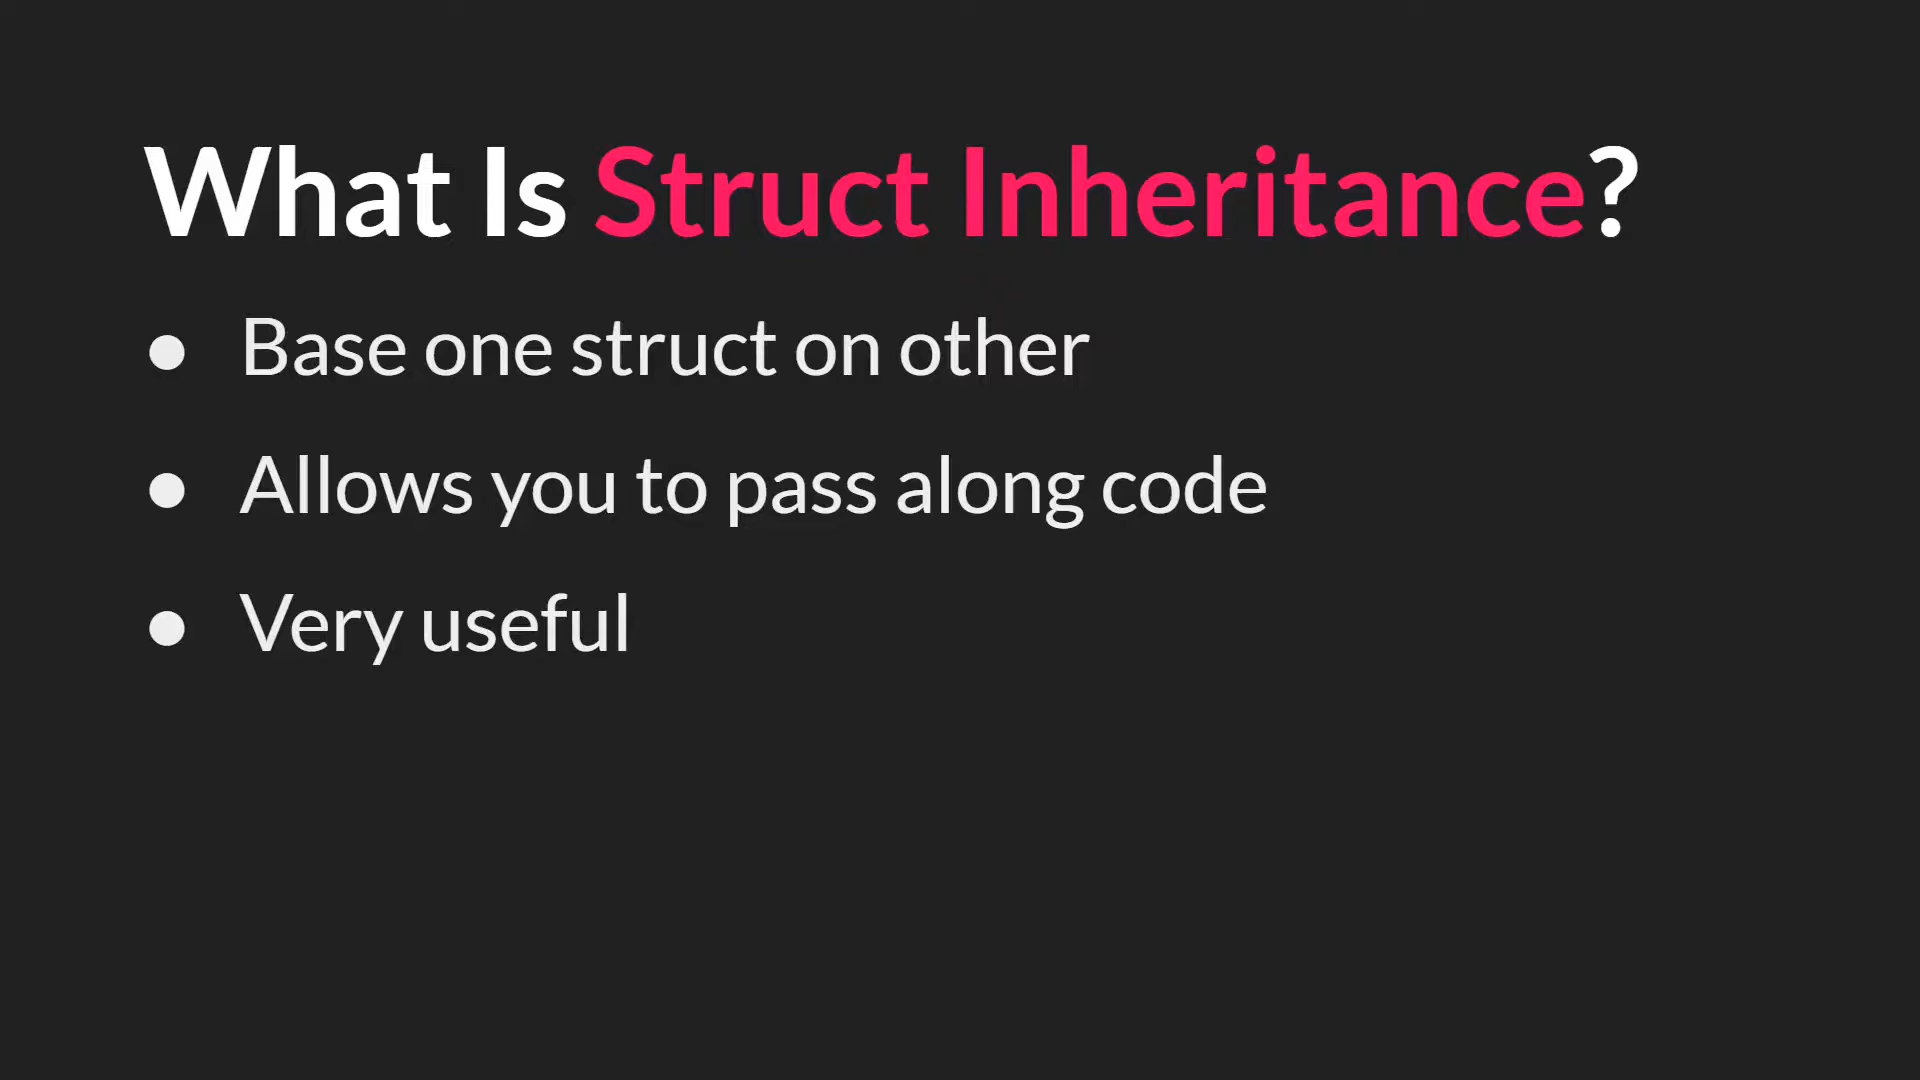 What Is Struct Inheritance?
● Base one struct on other
● Allows you to pass along code
● Very useful